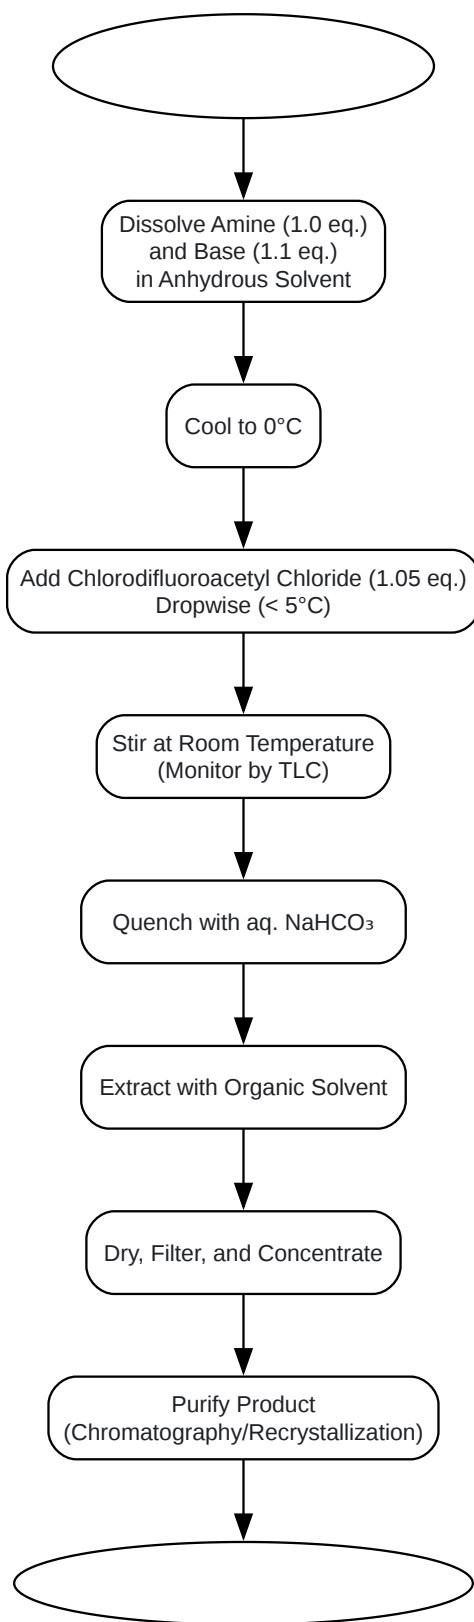 Dissolve Amine (1.0 eq.)
and Base (1.1 eq.)
in Anhydrous Solvent
Cool to 0°C
Add Chlorodifluoroacetyl Chloride (1.05 eq.)
Dropwise (< 5°C)
Stir at Room Temperature
(Monitor by TLC)
Quench with aq. NaHCO₃
Extract with Organic Solvent
Dry, Filter, and Concentrate
Purify Product
(Chromatography/Recrystallization)